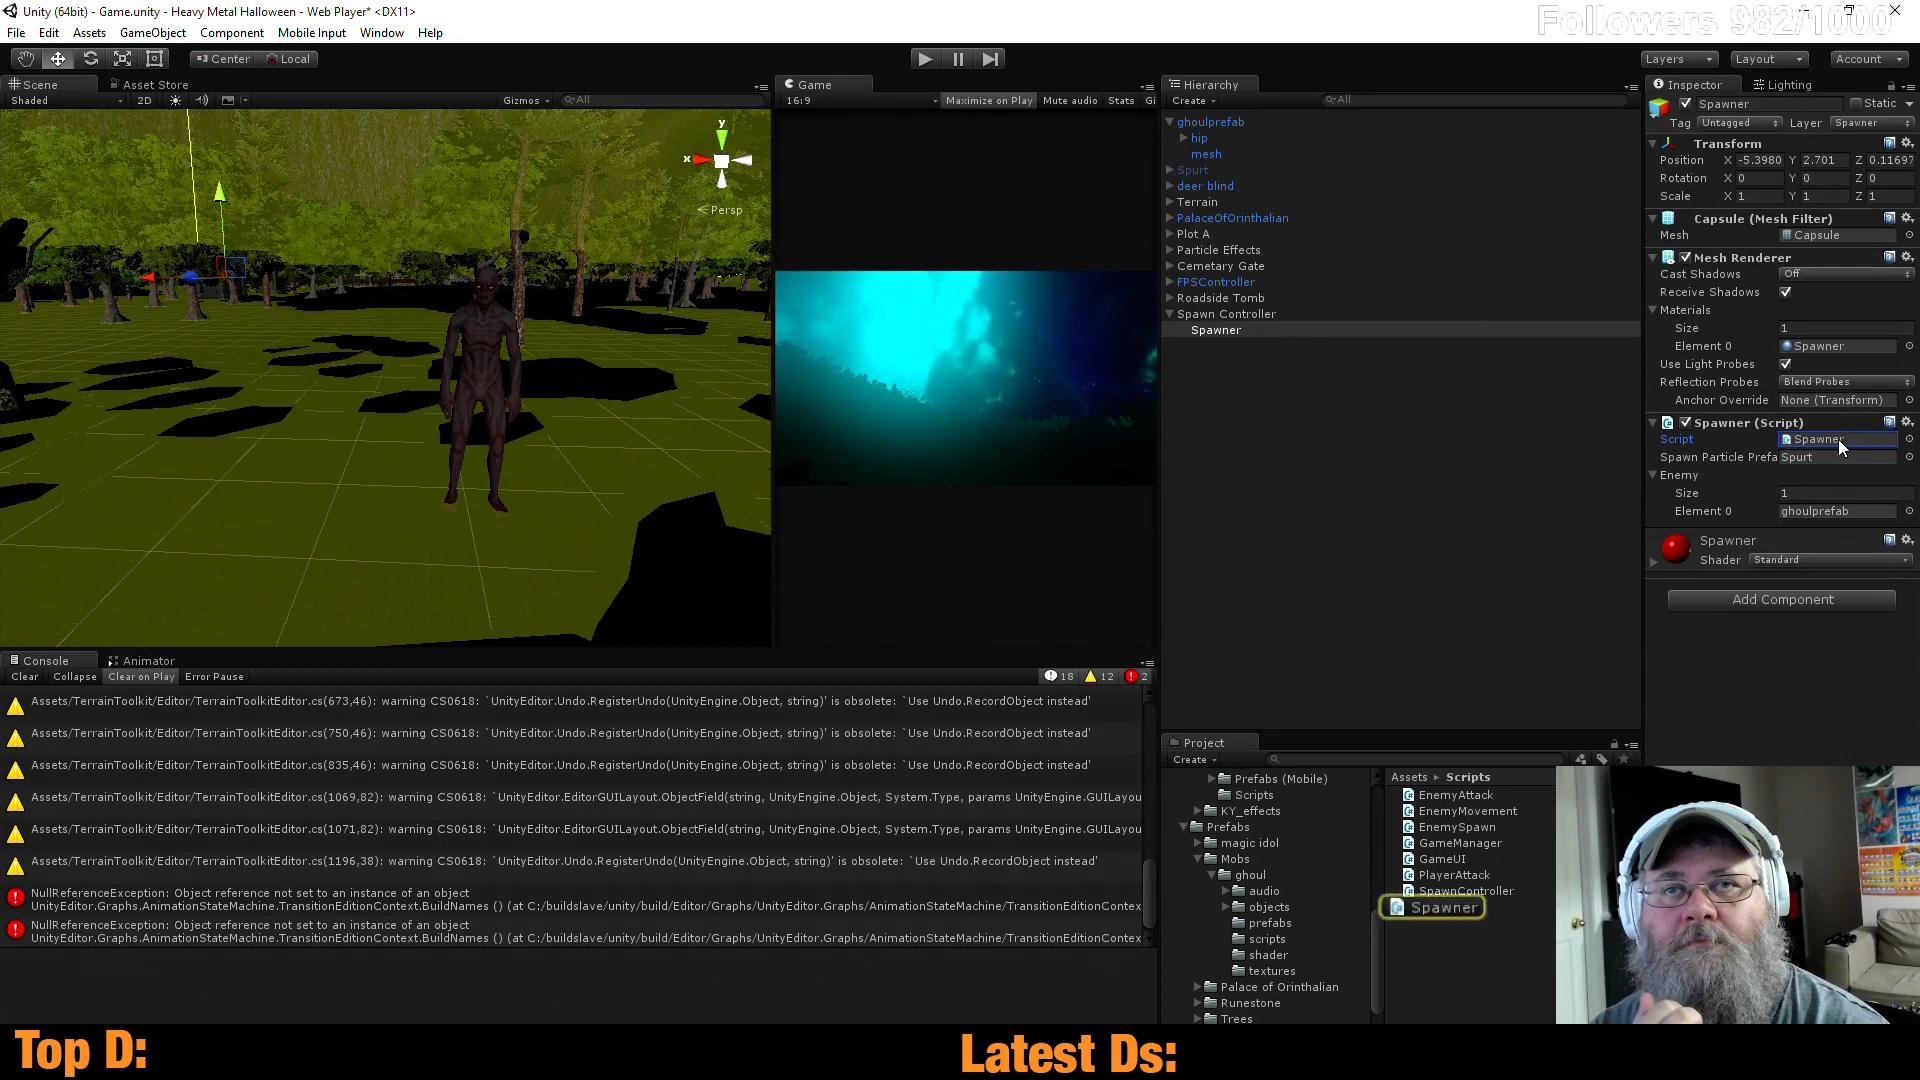 Unity (64bit) - Game.unity - Heavy Metal Halloween - Web Player* <DX11>
Followers 982/1000
File Edit Assets GameObject Component Mobile Input Window Help
Center Local
Layers Layout Account
Scene Asset Store
Shaded 2D Gizmos All
y
x
Persp
Game
16:9 Maximize on Play Mute audio Stats Gi
Hierarchy
Create All
ghoulprefab
hip
mesh
Spurt
deer blind
Terrain
PalaceOfOrinthalian
Plot A
Particle Effects
Cemetary Gate
FPSController
Roadside Tomb
Spawn Controller
Spawner
Inspector Lighting
Spawner Static
Tag Untagged Layer Spawner
Transform
Position X -5.3980 Y 2.701 Z 0.11697
Rotation X 0 Y 0 Z 0
Scale X 1 Y 1 Z 1
Capsule (Mesh Filter)
Mesh Capsule
Mesh Renderer
Cast Shadows Off
Receive Shadows
Materials
Size 1
Element 0 Spawner
Use Light Probes
Reflection Probes Blend Probes
Anchor Override None (Transform)
Spawner (Script)
Script Spawner
Spawn Particle Prefa Spurt
Enemy
Size 1
Element 0 ghoulprefab
Spawner
Shader Standard
Add Component
Console Animator
Clear Collapse Clear on Play Error Pause 18 12 2
Assets/TerrainToolkit/Editor/TerrainToolkitEditor.cs(673,46): warning CS0618: `UnityEditor.Undo.RegisterUndo(UnityEngine.Object, string)' is obsolete: `Use Undo.RecordObject instead'
Assets/TerrainToolkit/Editor/TerrainToolkitEditor.cs(750,46): warning CS0618: `UnityEditor.Undo.RegisterUndo(UnityEngine.Object, string)' is obsolete: `Use Undo.RecordObject instead'
Assets/TerrainToolkit/Editor/TerrainToolkitEditor.cs(835,46): warning CS0618: `UnityEditor.Undo.RegisterUndo(UnityEngine.Object, string)' is obsolete: `Use Undo.RecordObject instead'
Assets/TerrainToolkit/Editor/TerrainToolkitEditor.cs(1069,82): warning CS0618: `UnityEditor.EditorGUILayout.ObjectField(string, UnityEngine.Object, System.Type, params UnityEngine.GUILayou
Assets/TerrainToolkit/Editor/TerrainToolkitEditor.cs(1071,82): warning CS0618: `UnityEditor.EditorGUILayout.ObjectField(string, UnityEngine.Object, System.Type, params UnityEngine.GUILayou
Assets/TerrainToolkit/Editor/TerrainToolkitEditor.cs(1196,38): warning CS0618: `UnityEditor.Undo.RegisterUndo(UnityEngine.Object, string)' is obsolete: `Use Undo.RecordObject instead'
NullReferenceException: Object reference not set to an instance of an object
UnityEditor.Graphs.AnimationStateMachine.TransitionEditionContext.BuildNames () (at C:/buildslave/unity/build/Editor/Graphs/UnityEditor.Graphs/AnimationStateMachine/TransitionEditionContex
NullReferenceException: Object reference not set to an instance of an object
UnityEditor.Graphs.AnimationStateMachine.TransitionEditionContext.BuildNames () (at C:/buildslave/unity/build/Editor/Graphs/UnityEditor.Graphs/AnimationStateMachine/TransitionEditionContex
Project
Create
Prefabs (Mobile)
Scripts
KY_effects
Prefabs
magic idol
Mobs
ghoul
audio
objects
prefabs
scripts
shader
textures
Palace of Orinthalian
Runestone
Trees
Assets Scripts
EnemyAttack
EnemyMovement
EnemySpawn
GameManager
GameUI
PlayerAttack
SpawnController
Spawner
Top D:
Latest Ds: